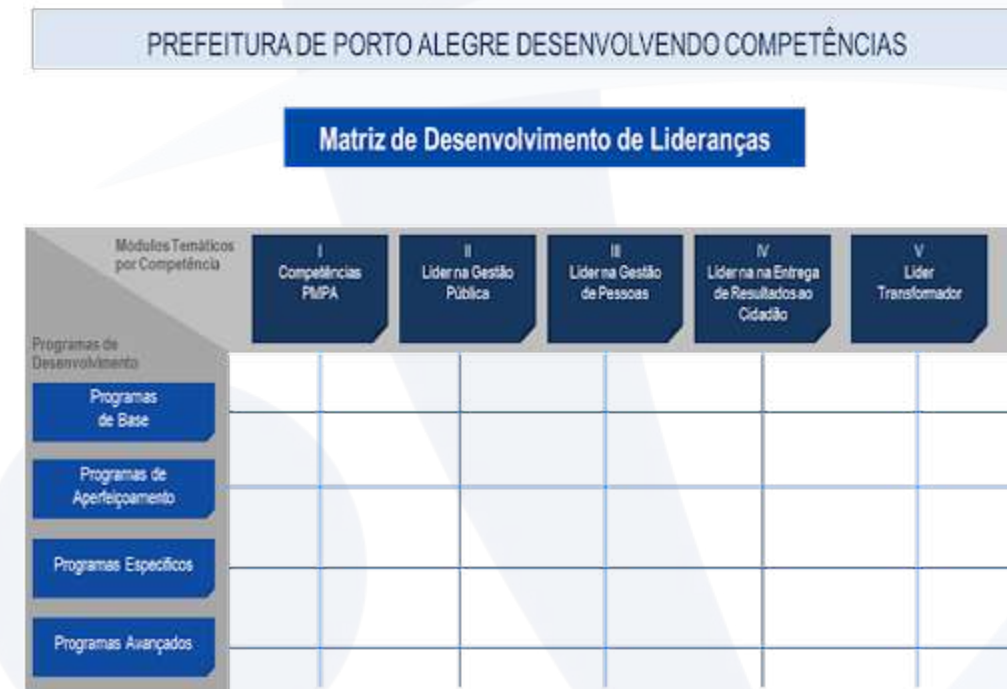 PREFEITURA DE PORTO ALEGRE DESENVOLVENDO COMPETÊNCIAS
Matriz de Desenvolvimento de Lideranças
Módulos Temáticos
por Competência
I
Competências
PMPA
II
Líder na Gestão
Pública
III
Líder na Gestão
de Pessoas
IV
Líder na na Entrega
de Resultados ao
Cidadão
V
Líder
Transformador
Programas de
Desenvolvimento
Programas
de Base
Programas de
Aperfeiçoamento
Programas Específicos
Programas Avançados